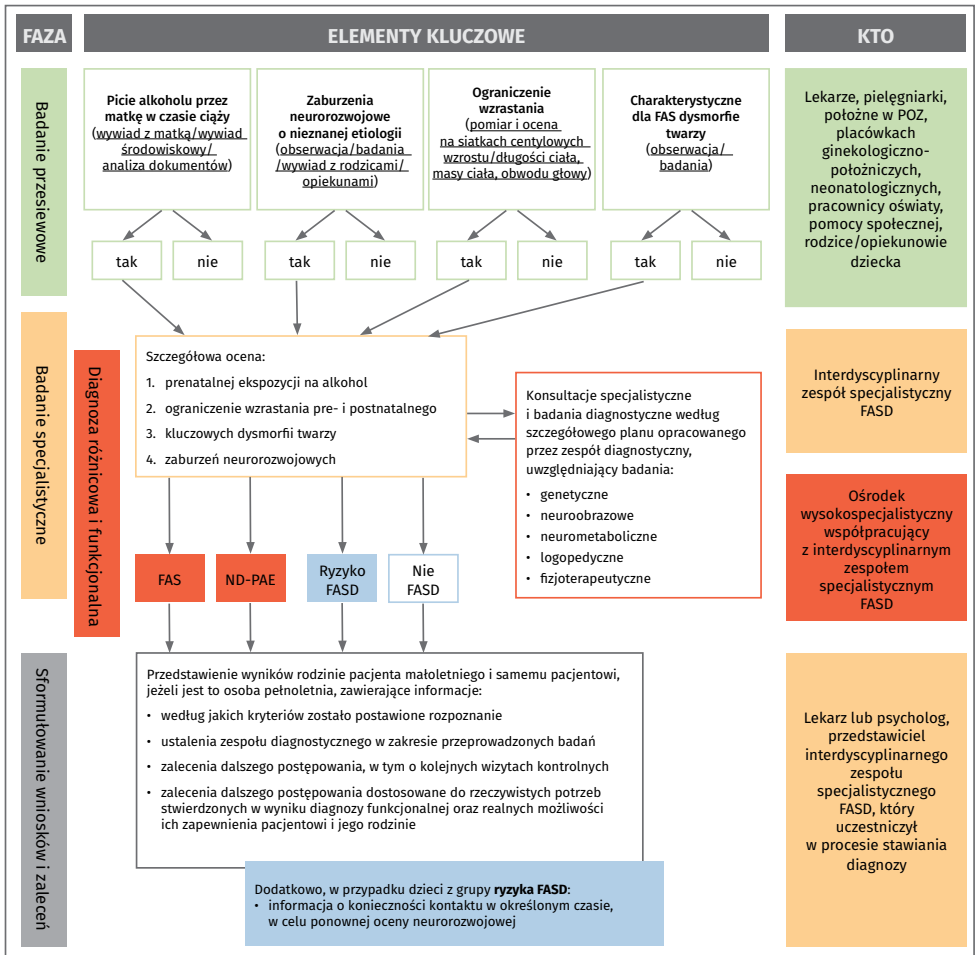 FAZA
ELEMENTY KLUCZOWE
KTO
Badanie przesiewowe
Picie alkoholu przez
matkę w czasie ciąży
(wywiad z matką/wywiad
środowiskowy/
analiza dokumentów)
Zaburzenia
neurorozwojowe
o nieznanej etiologii
(obserwacja/badania
/wywiad z rodzicami/
opiekunami)
Ograniczenie
wzrastania
(pomiar i ocena
na siatkach centylowych
wzrostu/długości ciała,
masy ciała, obwodu głowy)
Charakterystyczne
dla FAS dysmorfie
twarzy
(obserwacja/
badania)
Lekarze, pielęgniarki,
położne w POZ,
placówkach
ginekologiczno-
położniczych,
neonatologicznych,
pracownicy oświaty,
pomocy społecznej,
rodzice/opiekunowie
dziecka
tak
nie
tak
nie
tak
nie
tak
nie
Badanie specjalistyczne
Diagnoza różnicowa i funkcjonalna
Szczegółowa ocena:
1. prenatalnej ekspozycji na alkohol
2. ograniczenie wzrastania pre- i postnatalnego
3. kluczowych dysmorfii twarzy
4. zaburzeń neurorozwojowych
Konsultacje specjalistyczne
i badania diagnostyczne według
szczegółowego planu opracowanego
przez zespół diagnostyczny,
uwzględniający badania:
• genetyczne
• neuroobrazowe
• neurometaboliczne
• logopedyczne
• fizjoterapeutyczne
Interdyscyplinarny
zespół specjalistyczny
FASD
Ośrodek
wysokospecjalistyczny
współpracujący
z interdyscyplinarnym
zespołem
specjalistycznym
FASD
FAS
ND-PAE
Ryzyko
FASD
Nie
FASD
Sformułowanie wniosków i zaleceń
Przedstawienie wyników rodzinie pacjenta małoletniego i samemu pacjentowi,
jeżeli jest to osoba pełnoletnia, zawierające informacje:
• według jakich kryteriów zostało postawione rozpoznanie
• ustalenia zespołu diagnostycznego w zakresie przeprowadzonych badań
• zalecenia dalszego postępowania, w tym o kolejnych wizytach kontrolnych
• zalecenia dalszego postępowania dostosowane do rzeczywistych potrzeb
stwierdzonych w wyniku diagnozy funkcjonalnej oraz realnych możliwości
ich zapewnienia pacjentowi i jego rodzinie
Dodatkowo, w przypadku dzieci z grupy ryzyka FASD:
• informacja o konieczności kontaktu w określonym czasie,
w celu ponownej oceny neurorozwojowej
Lekarz lub psycholog,
przedstawiciel
interdyscyplinarnego
zespołu
specjalistycznego
FASD, który
uczestniczył
w procesie stawiania
diagnozy